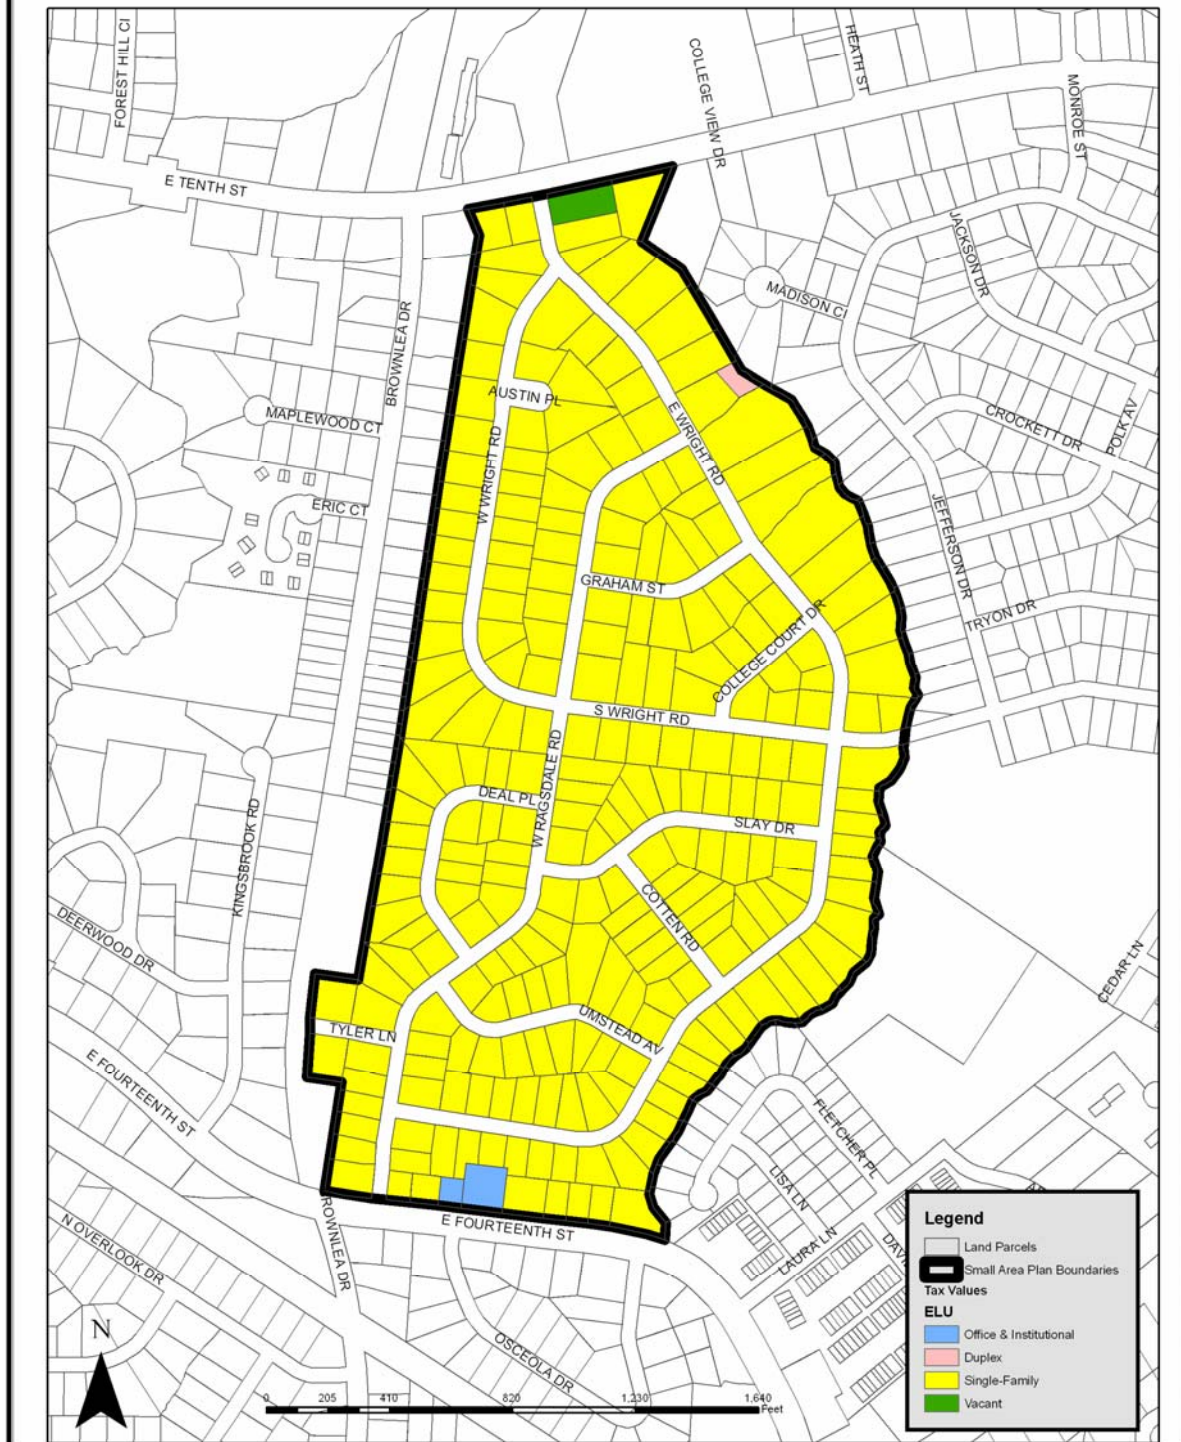 FOREST HILL CI
COLLEGE VIEW DR
HEATH ST
MONROE ST
E TENTH ST
JACKSON DR
MADISON C
BROWNLEA DR
AUSTIN PL
MAPLEWOOD CT
E WRIGHT RD
CROCKETT DR
POLK AV
W WRIGHT RD
ERIC CT
JEFFERSON DR
GRAHAM ST
TRYON DR
COLLEGE COURT DR
S WRIGHT RD
W RAGSDALE RD
DEAL PL
SLAY DR
KINGSBROOK RD
COTTEN RD
DEERWOOD DR
CEDAR LN
UMSTEAD AV
TYLER LN
E FOURTEENTH ST
FLETCHER PL
LISA LN
E FOURTEENTH ST
ROWNLEA DR
N OVERLOOK DR
LAURA LN
DAVI
OSCEOLA DR
Legend
Land Parcels
Small Area Plan Boundaries
Tax Values
ELU
Office & Institutional
Duplex
Single-Family
Vacant
N
0 205 410 820 1,230 1,640
Feet